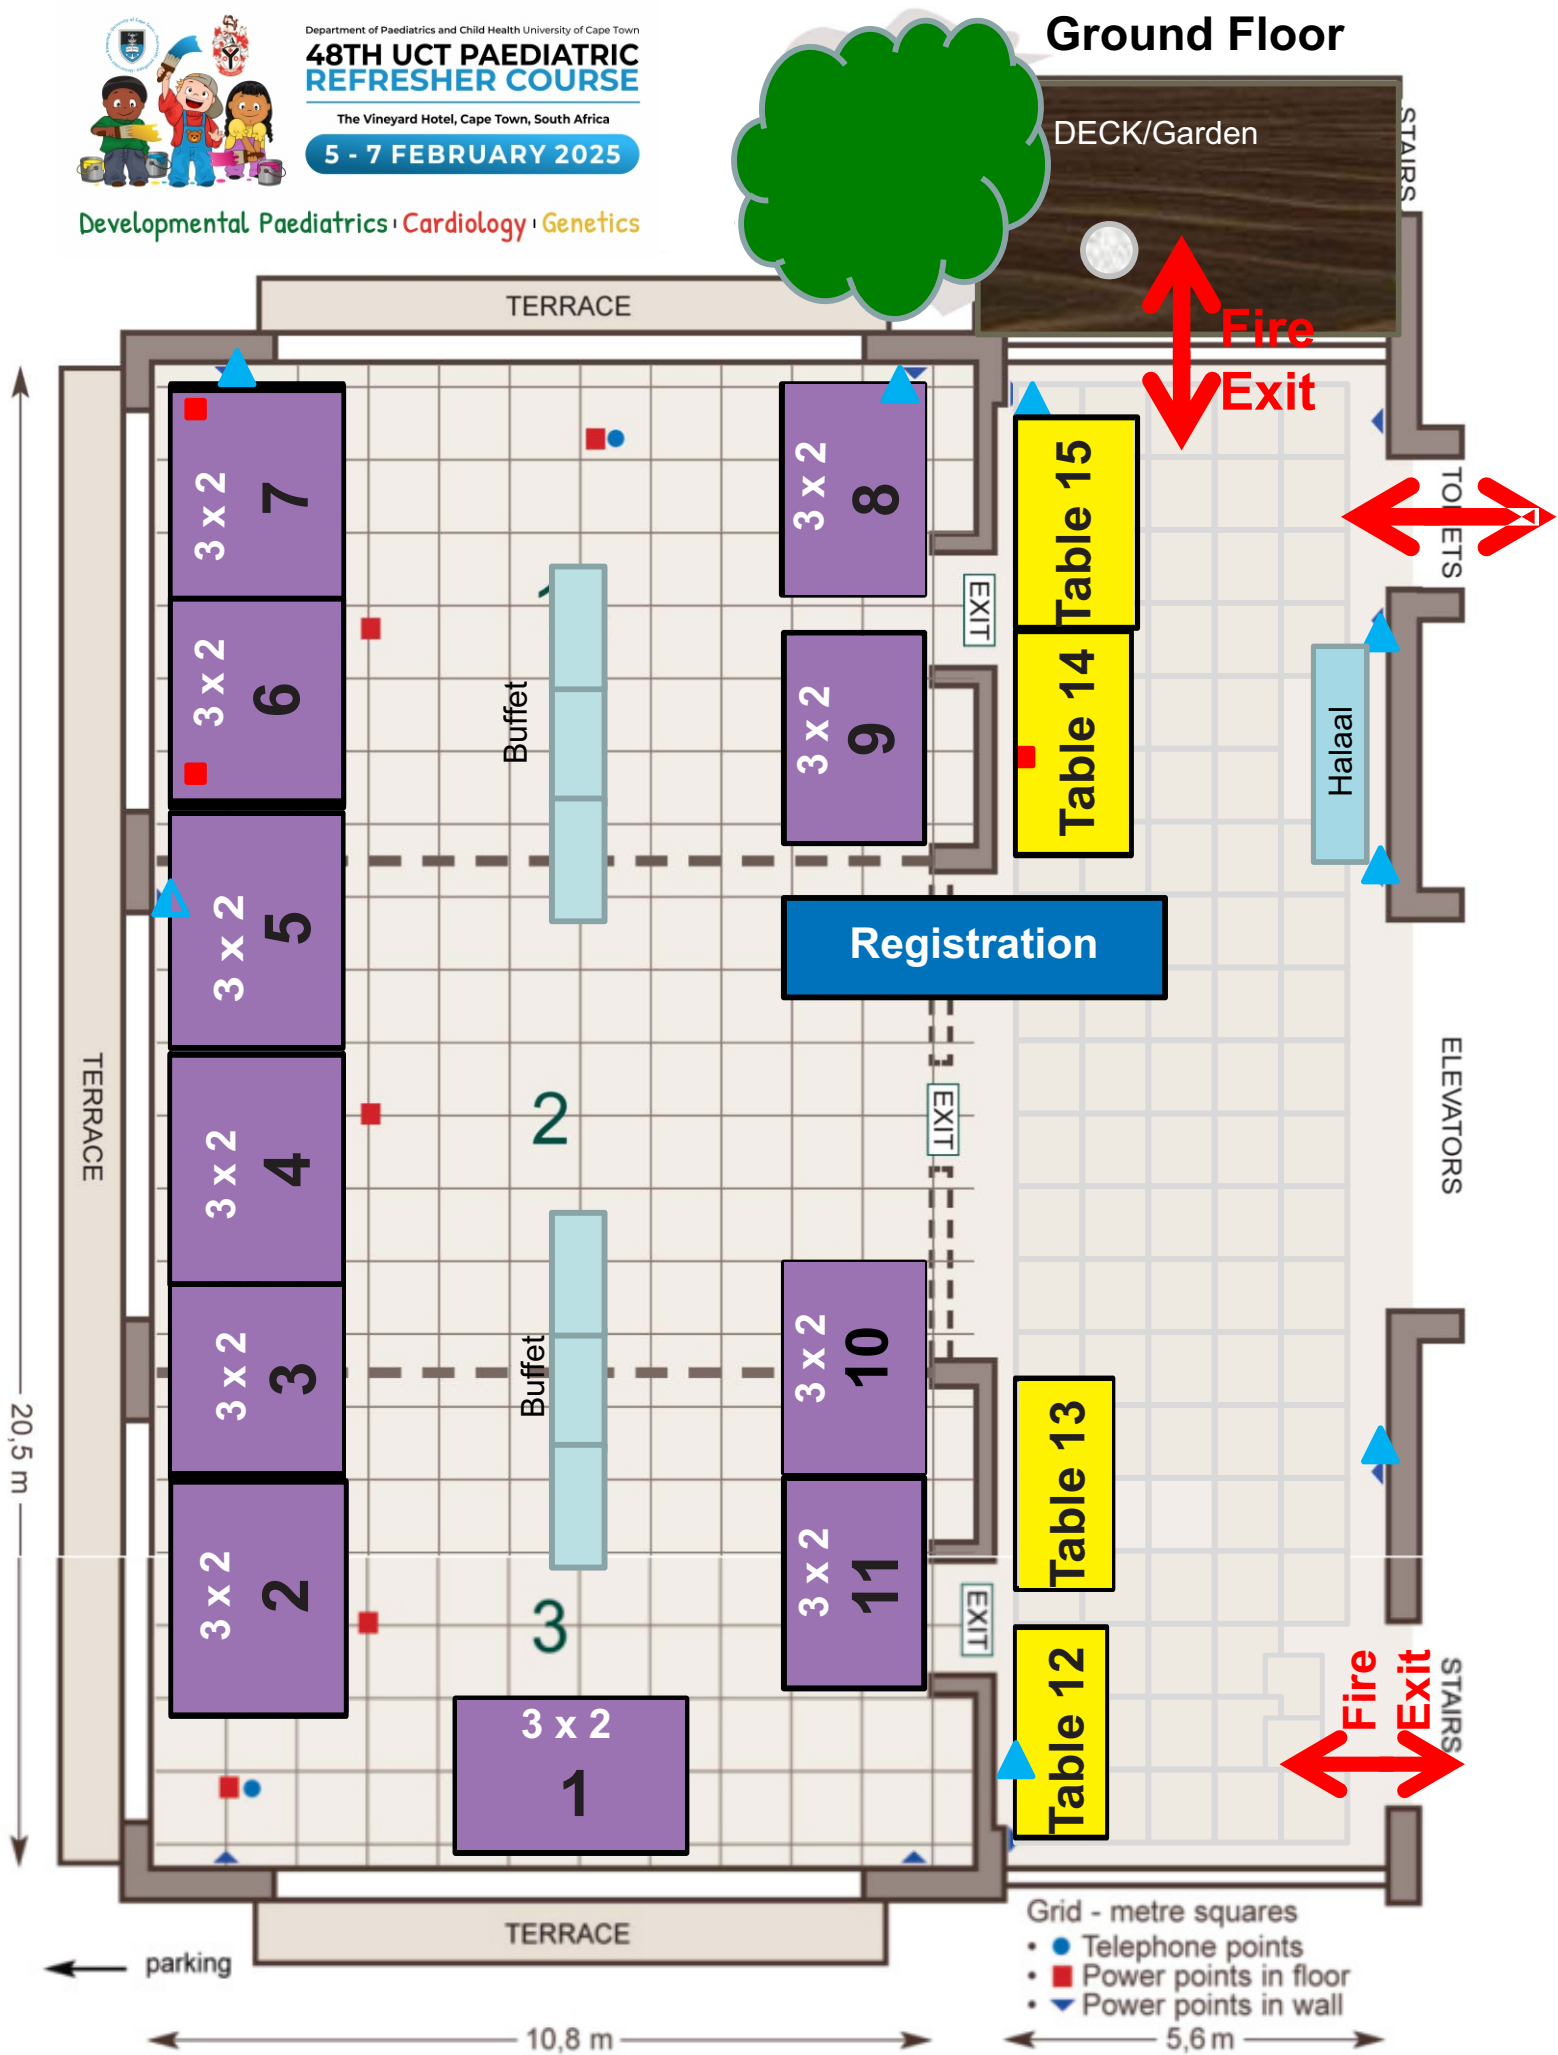 Ground Floor
Department of Paediatrics and Child Health University of Cape Town
48TH UCT PAEDIATRIC
REFRESHER COURSE
The Vineyard Hotel, Cape Town, South Africa
5 - 7 FEBRUARY 2025
Developmental Paediatrics Cardiology Genetics
DECK/Garden
STAIRS
TERRACE
Fire
Exit
3 x 2
7
3 x 2
8
Table 15
TOILETS
EXIT
3 x 2
6
Buffet
3 x 2
9
Table 14
Halaal
3 x 2
5
Registration
TERRACE
3 x 2
4
2
EXIT
ELEVATORS
3 x 2
3
Buffet
3 x 2
10
Table 13
20,5 m
3 x 2
2
3
3 x 2
11
EXIT
3 x 2
1
Table 12
Fire
Exit
STAIRS
TERRACE
parking
Grid - metre squares
• Telephone points
• Power points in floor
• Power points in wall
10,8 m
5,6 m